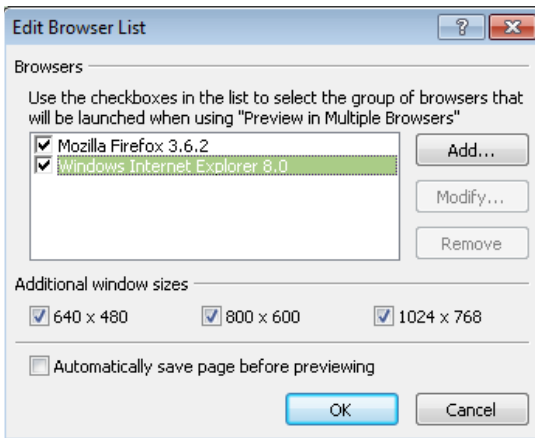 Edit Browser List
Browsers
Use the checkboxes in the list to select the group of browsers that
will be launched when using "Preview in Multiple Browsers"
Mozilla Firefox 3.6.2
Windows Internet Explorer 8.0
Add...
Modify...
Remove
Additional window sizes
640 x 480 800 x 600 1024 x 768
Automatically save page before previewing
OK Cancel